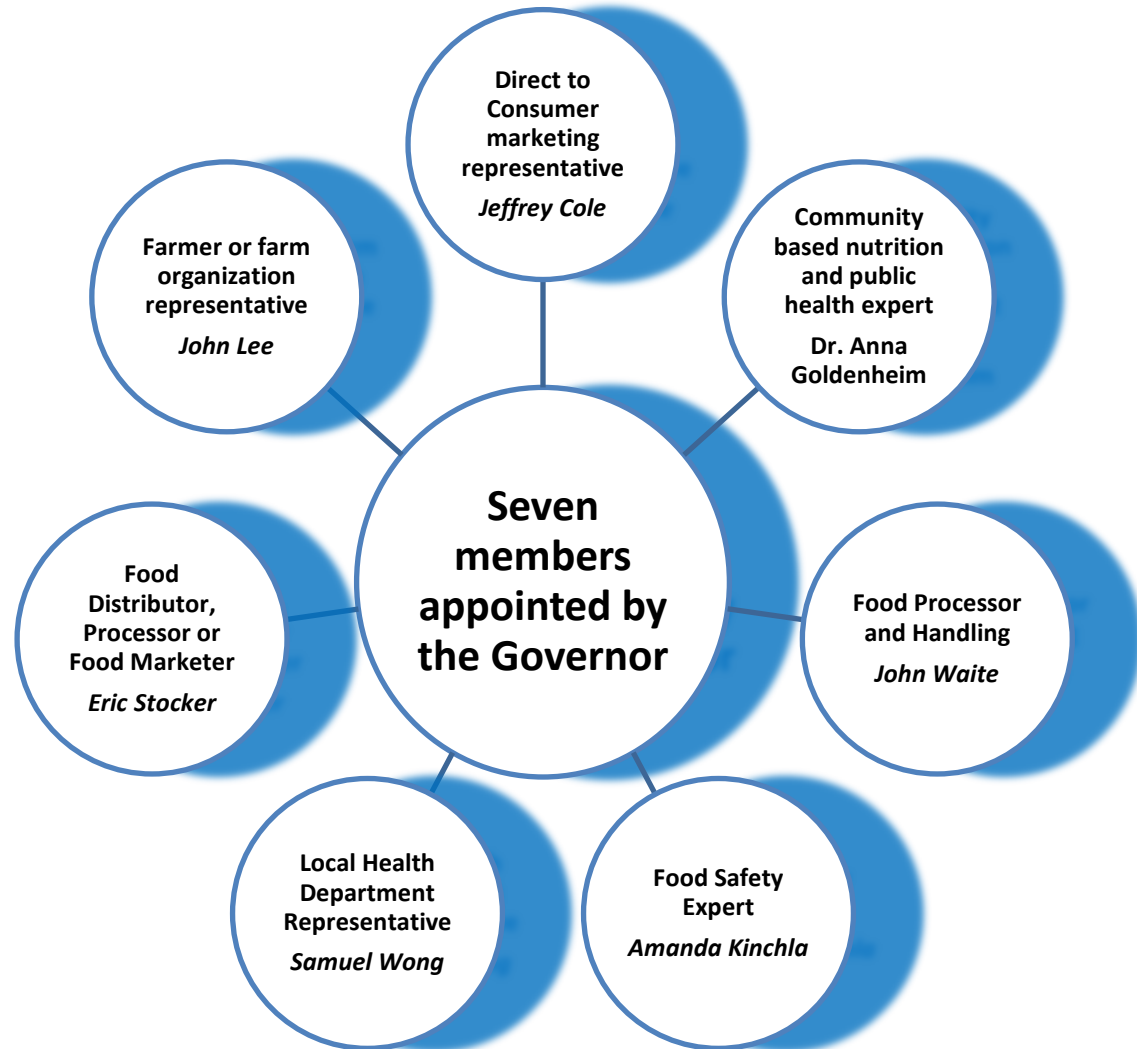 Direct to
Consumer
marketing
representative
Jeffrey Cole
Community
based nutrition
and public
health expert
Dr. Anna
Goldenheim
Food Processor
and Handling
John Waite
Food Safety
Expert
Amanda Kinchla
Local Health
Department
Representative
Samuel Wong
Food
Distributor,
Processor or
Food Marketer
Eric Stocker
Farmer or farm
organization
representative
John Lee
Seven
members
appointed by
the Governor